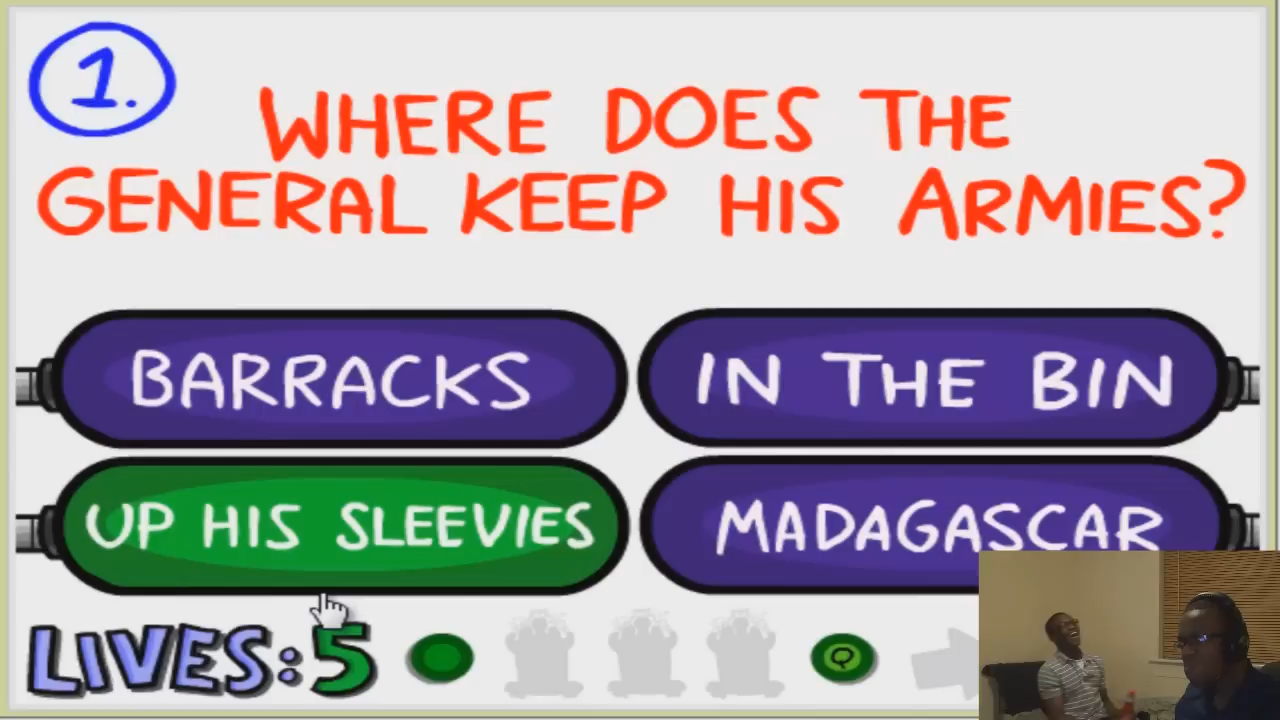 1.
WHERE DOES THE
GENERAL KEEP HIS ARMIES?
BARRACKS
IN THE BIN
UP HIS SLEEVIES
MADAGASCAR
LIVES: 5
Q